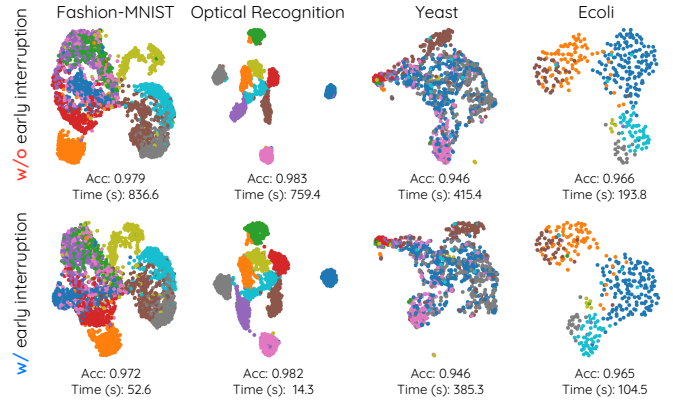 Fashion-MNIST Optical Recognition Yeast Ecoli
w/o early interruption
Acc: 0.979 Acc: 0.983 Acc: 0.946 Acc: 0.966
Time (s): 836.6 Time (s): 759.4 Time (s): 415.4 Time (s): 193.8
w/ early interruption
Acc: 0.972 Acc: 0.982 Acc: 0.946 Acc: 0.965
Time (s): 52.6 Time (s): 14.3 Time (s): 385.3 Time (s): 104.5